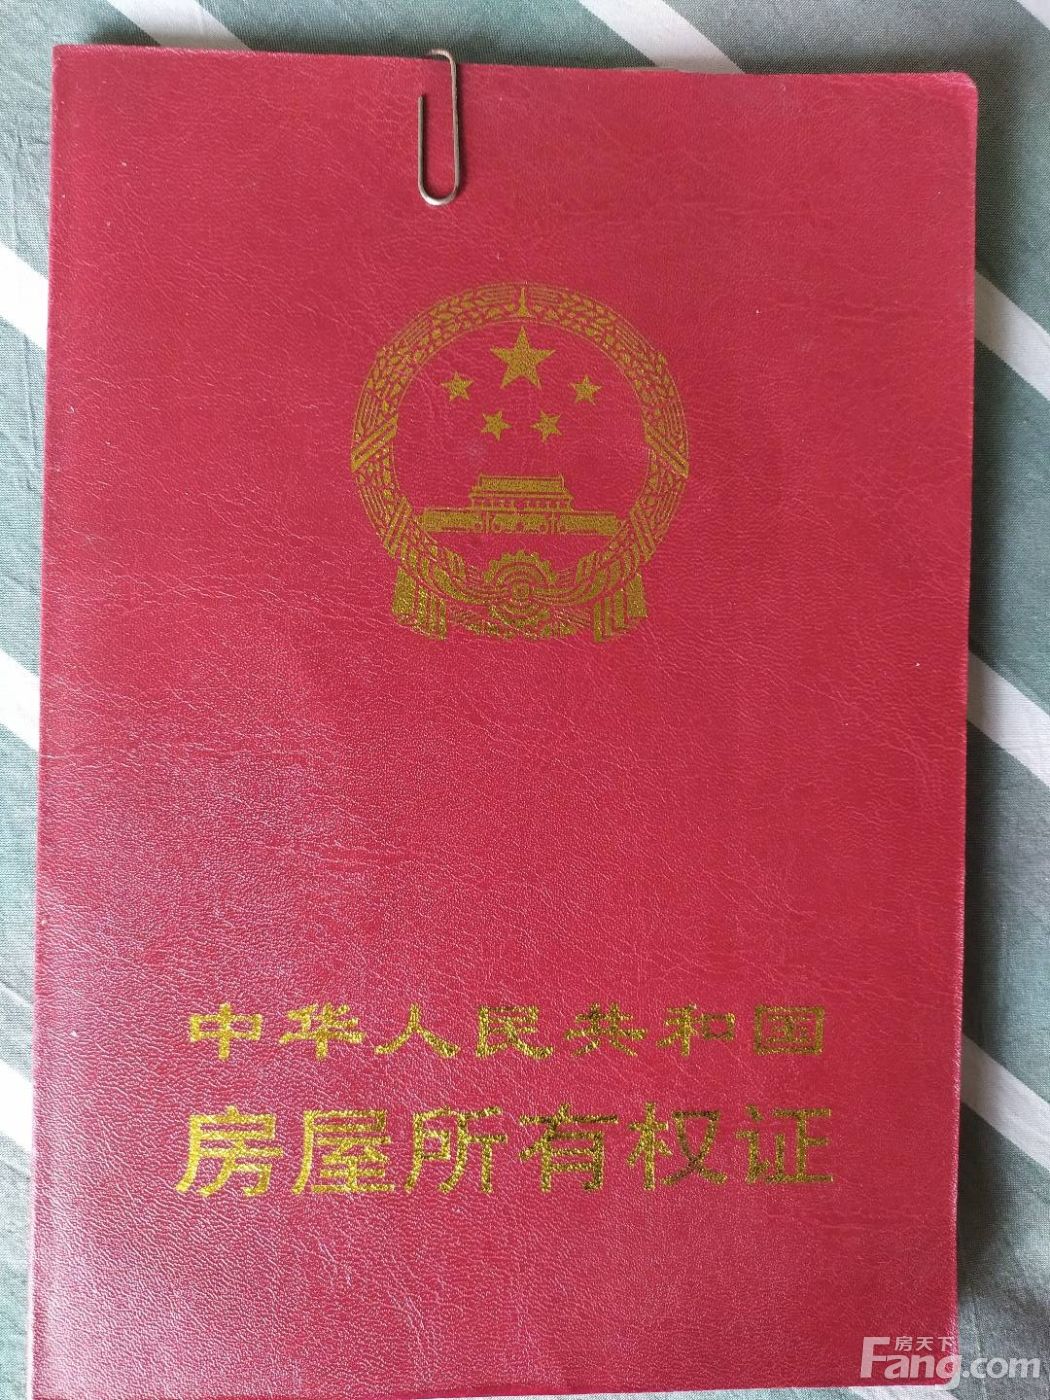 中华人民共和国
房屋所有权证
房天下
Fang.com